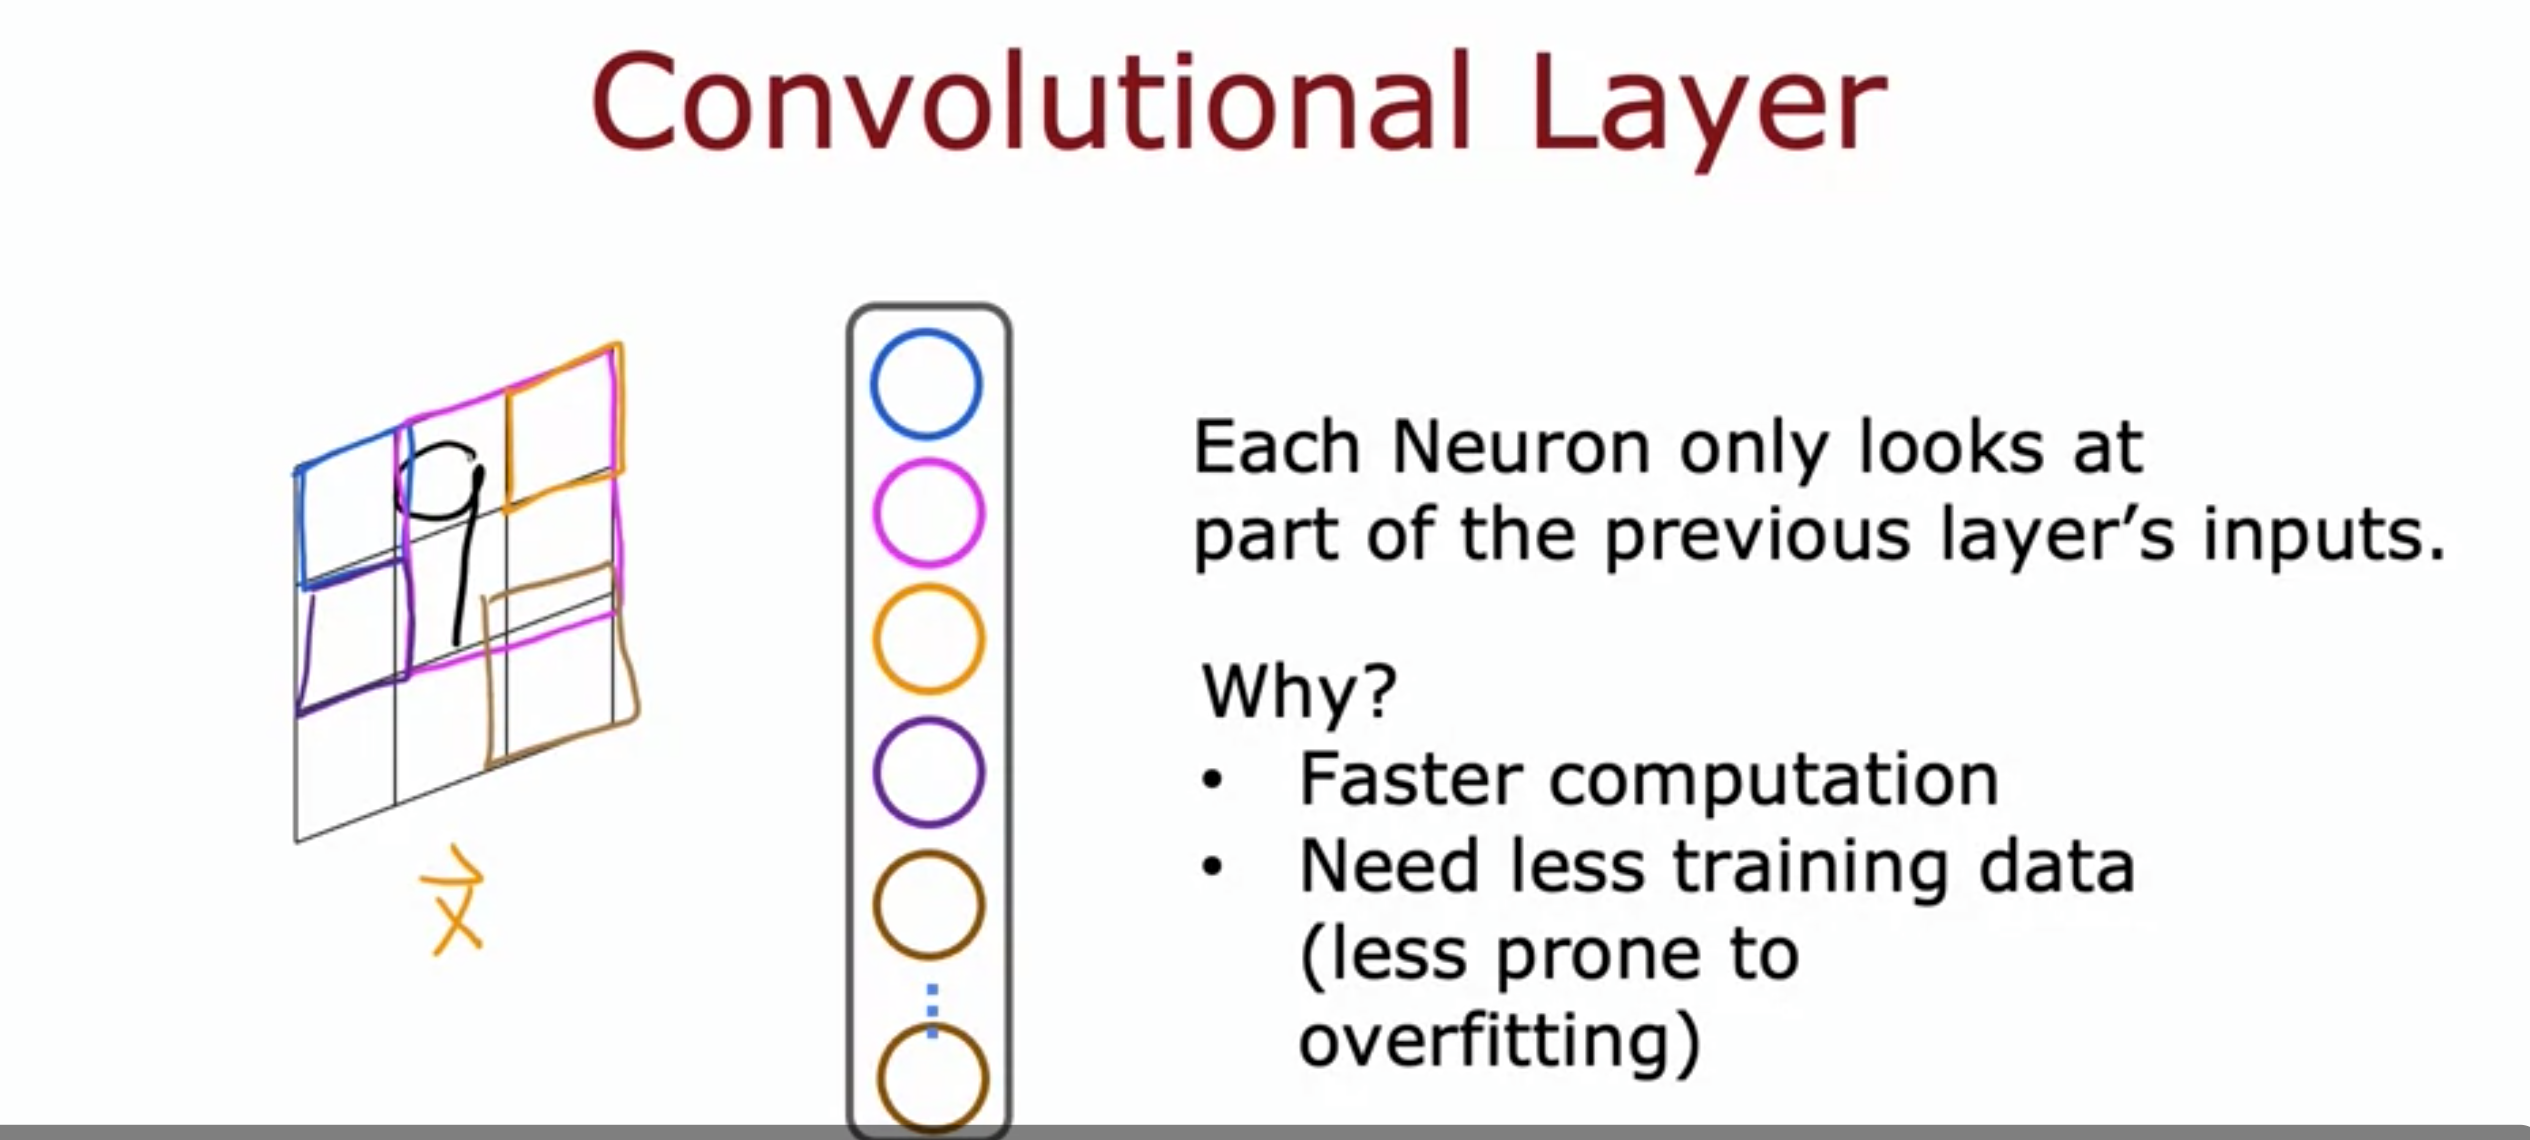 Convolutional Layer
9
Each Neuron only looks at
part of the previous layer’s inputs.
Why?
• Faster computation
• Need less training data
(less prone to
overfitting)
x⃗